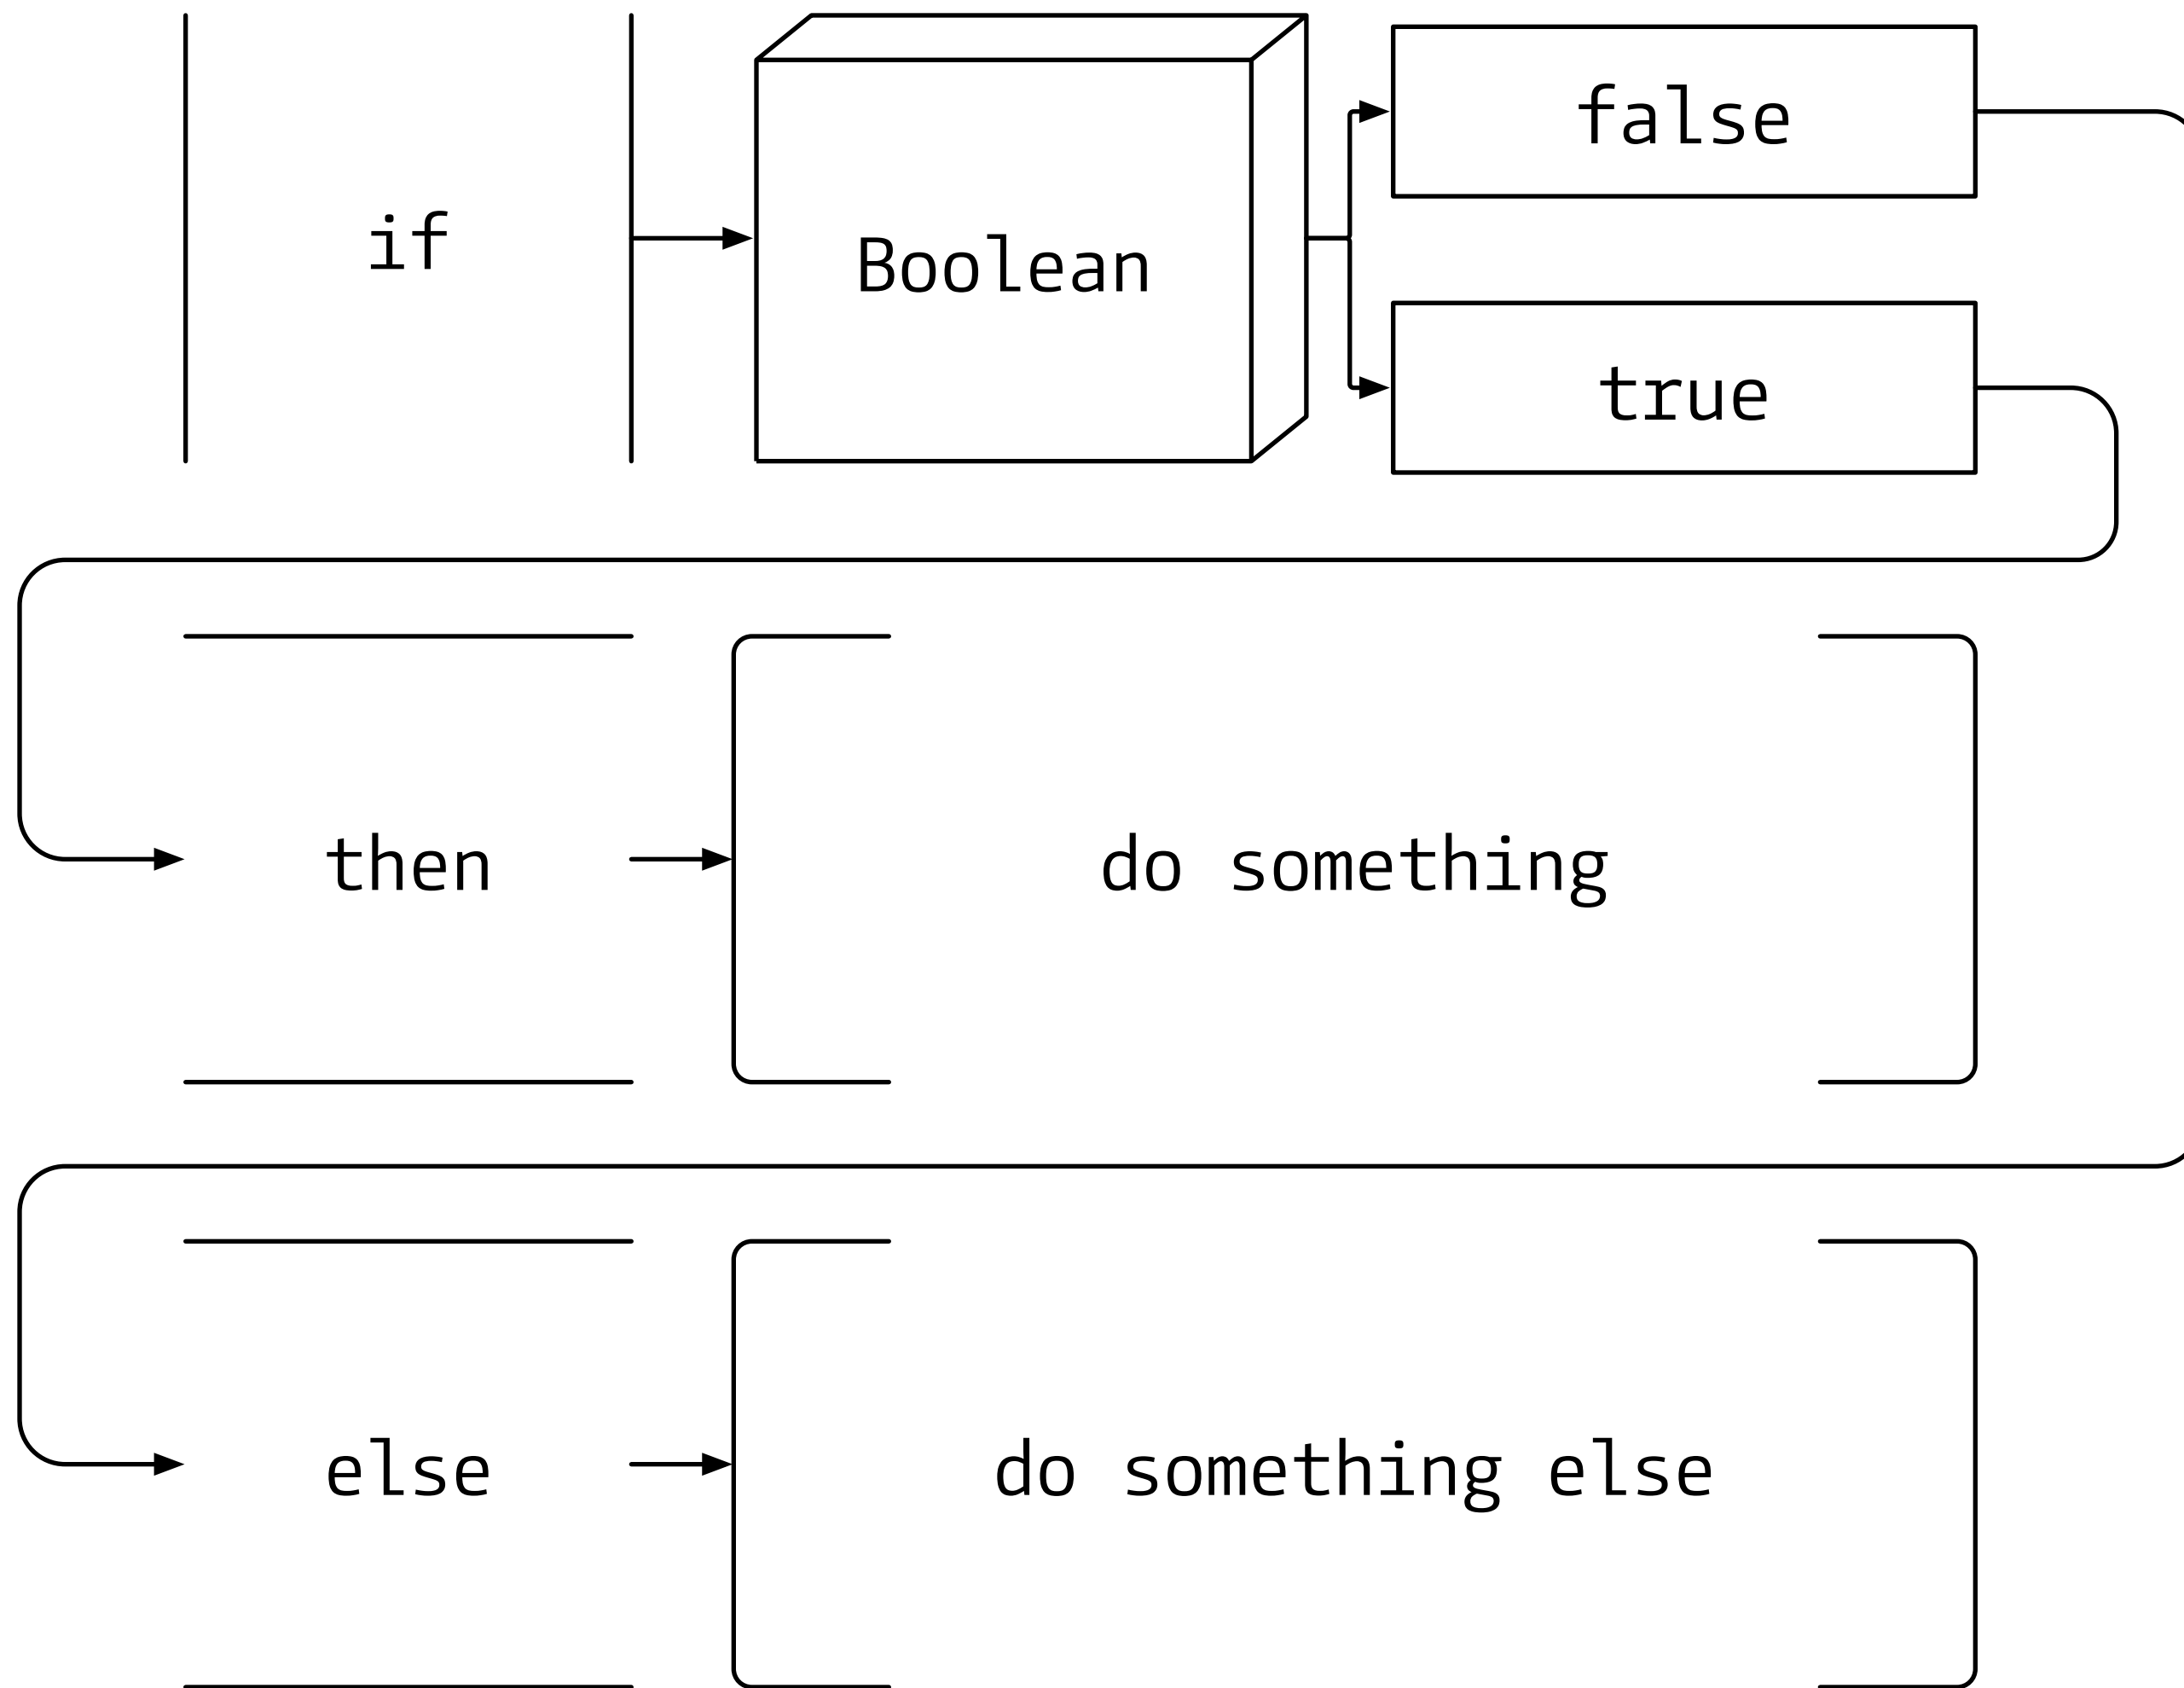 false
if
Boolean
true
then
do something
else
do something else